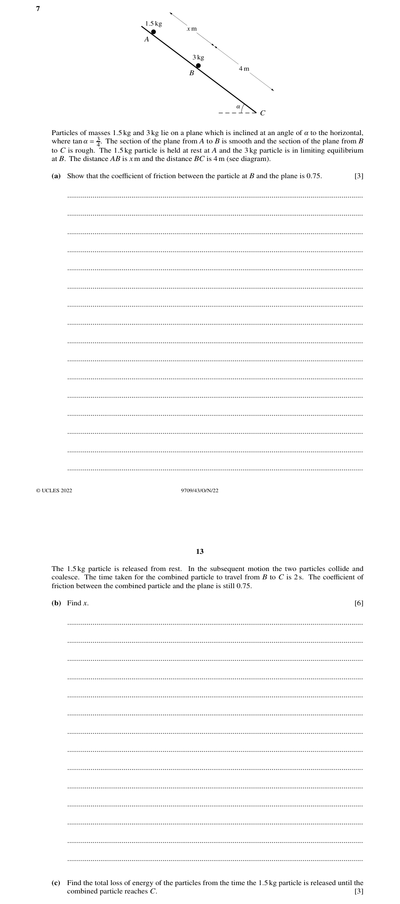 7
1.5 kg
x m
A
3 kg
4 m
B
α
C
Particles of masses 1.5 kg and 3 kg lie on a plane which is inclined at an angle of α to the horizontal,
where tan α = 3/4. The section of the plane from A to B is smooth and the section of the plane from B
to C is rough. The 1.5 kg particle is held at rest at A and the 3 kg particle is in limiting equilibrium
at B. The distance AB is x m and the distance BC is 4 m (see diagram).
(a) Show that the coefficient of friction between the particle at B and the plane is 0.75. [3]
© UCLES 2022 9709/43/O/N/22
13
The 1.5 kg particle is released from rest. In the subsequent motion the two particles collide and
coalesce. The time taken for the combined particle to travel from B to C is 2 s. The coefficient of
friction between the combined particle and the plane is still 0.75.
(b) Find x. [6]
(c) Find the total loss of energy of the particles from the time the 1.5 kg particle is released until the
combined particle reaches C. [3]